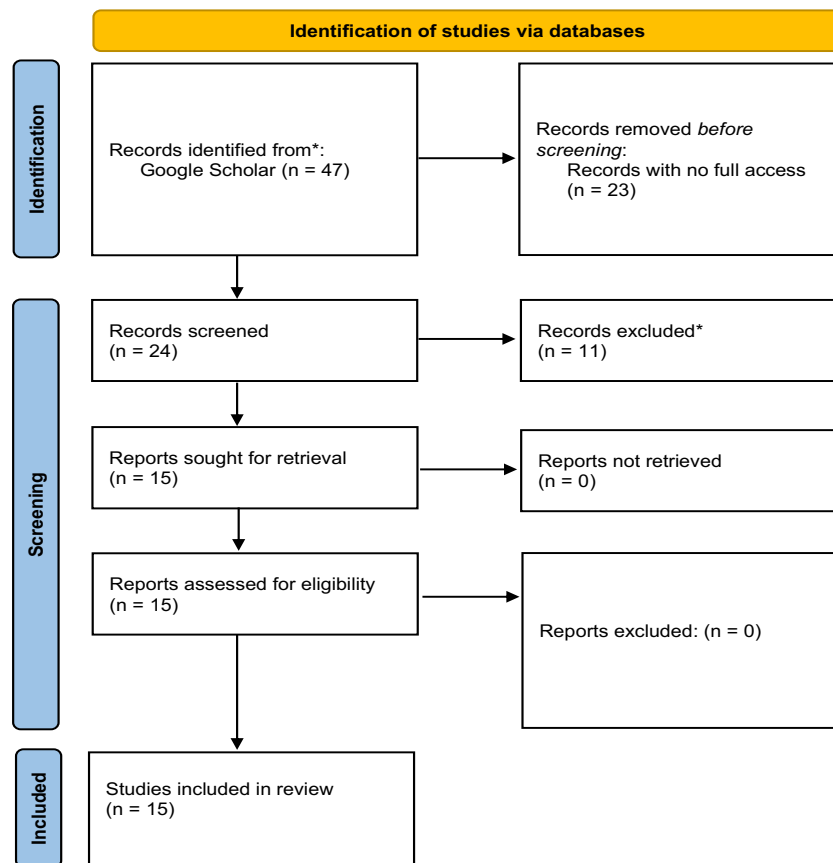 Identification of studies via databases
Identification
Records identified from*:
Google Scholar (n = 47)
Records removed before
screening:
Records with no full access
(n = 23)
Screening
Records screened
(n = 24)
Records excluded*
(n = 11)
Reports sought for retrieval
(n = 15)
Reports not retrieved
(n = 0)
Reports assessed for eligibility
(n = 15)
Reports excluded: (n = 0)
Included
Studies included in review
(n = 15)